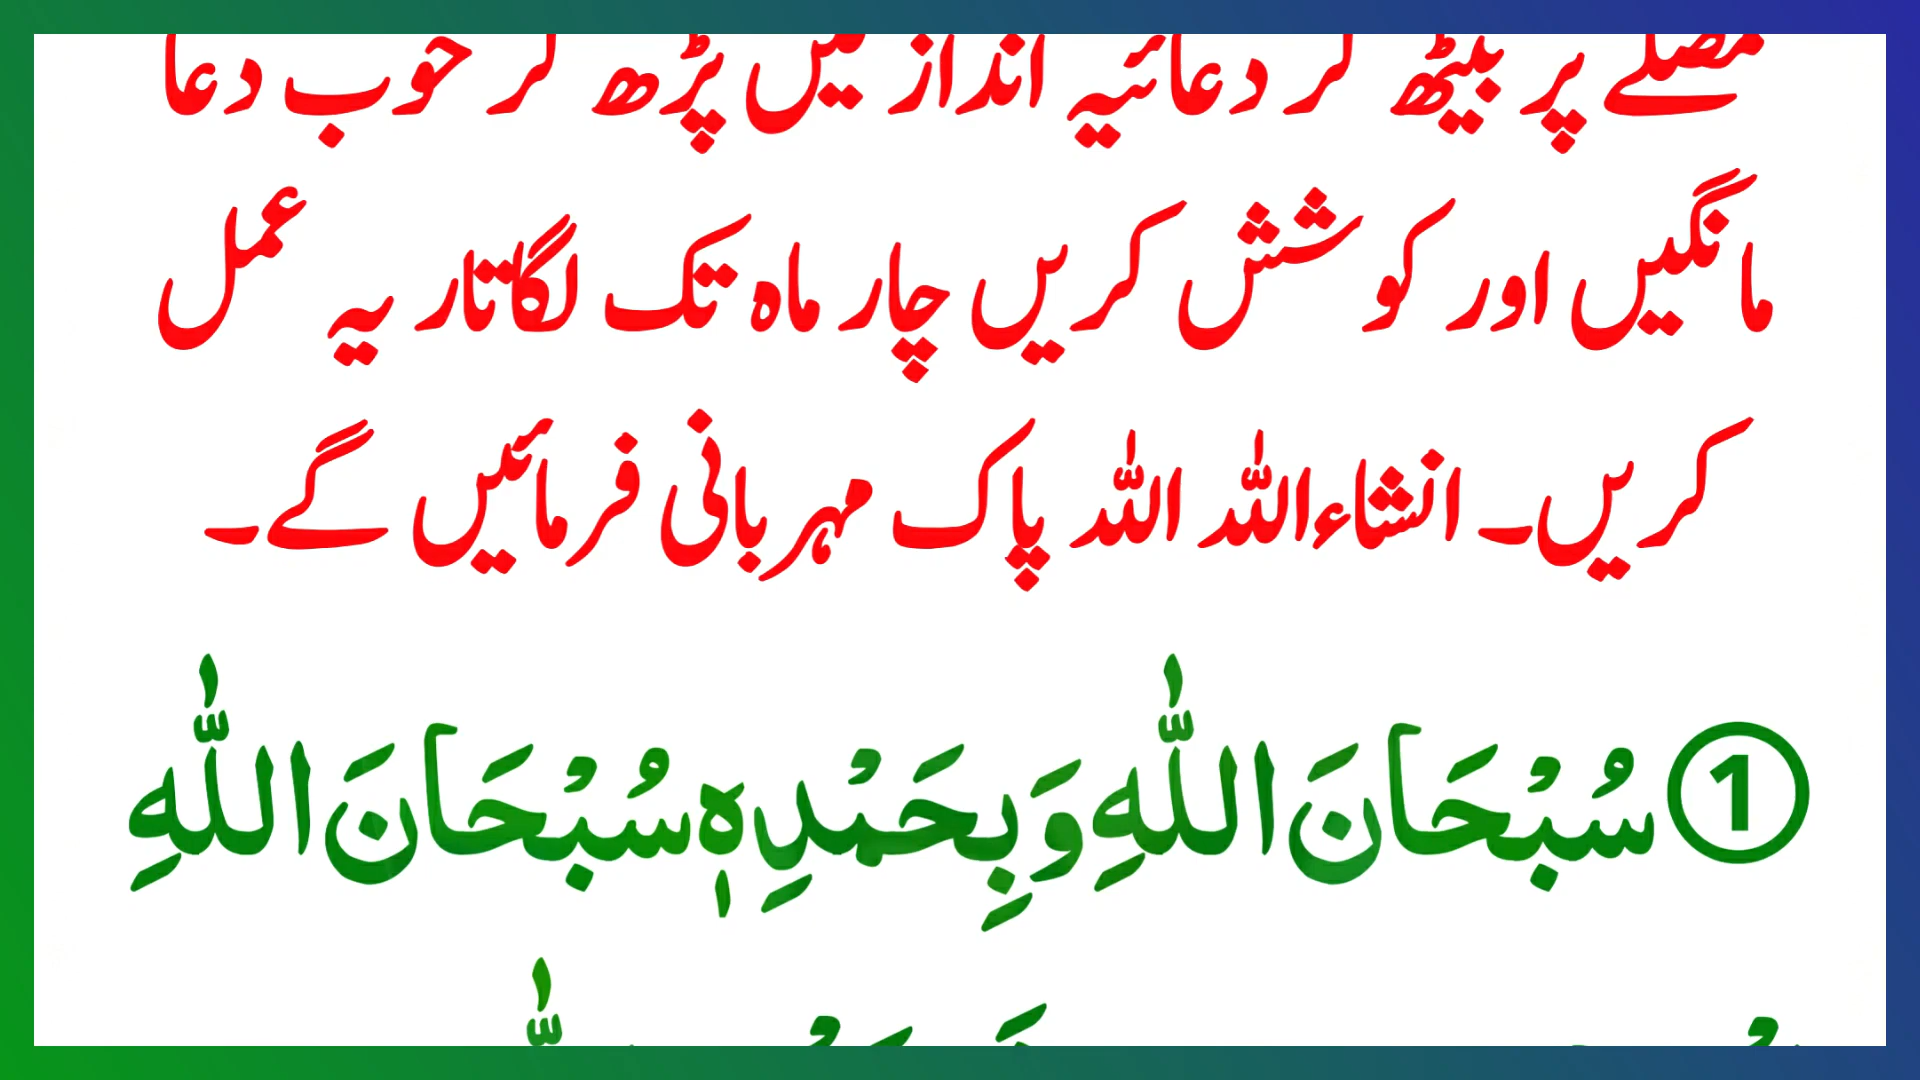 مصلے پر بیٹھ کر دعائیہ انداز میں پڑھ کر خوب دعا
مانگیں اور کوشش کریں چار ماہ تک لگاتار یہ عمل
کریں۔ انشاءاللہ اللہ پاک مہربانی فرمائیں گے۔
① سُبْحَانَ اللّٰهِ وَبِحَمْدِهٖ سُبْحَانَ اللّٰهِ